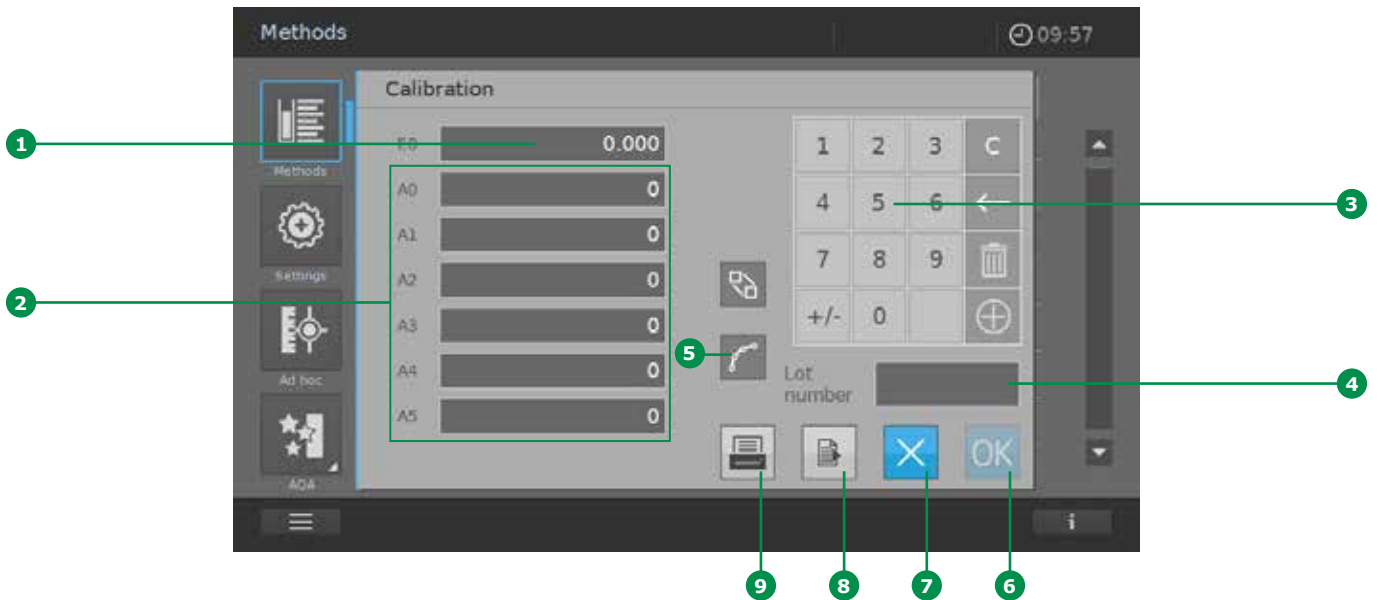 Methods
09:57
Calibration
1
E0 0.000
1 2 3 C
Methods
A0 0
4 5 6 ←
3
A1 0
7 8 9
Settings
A2 0
2
+/- 0
A3 0
5
Ad hoc
A4 0
Lot
number
4
A5 0
OK
AQA
i
9 8 7 6